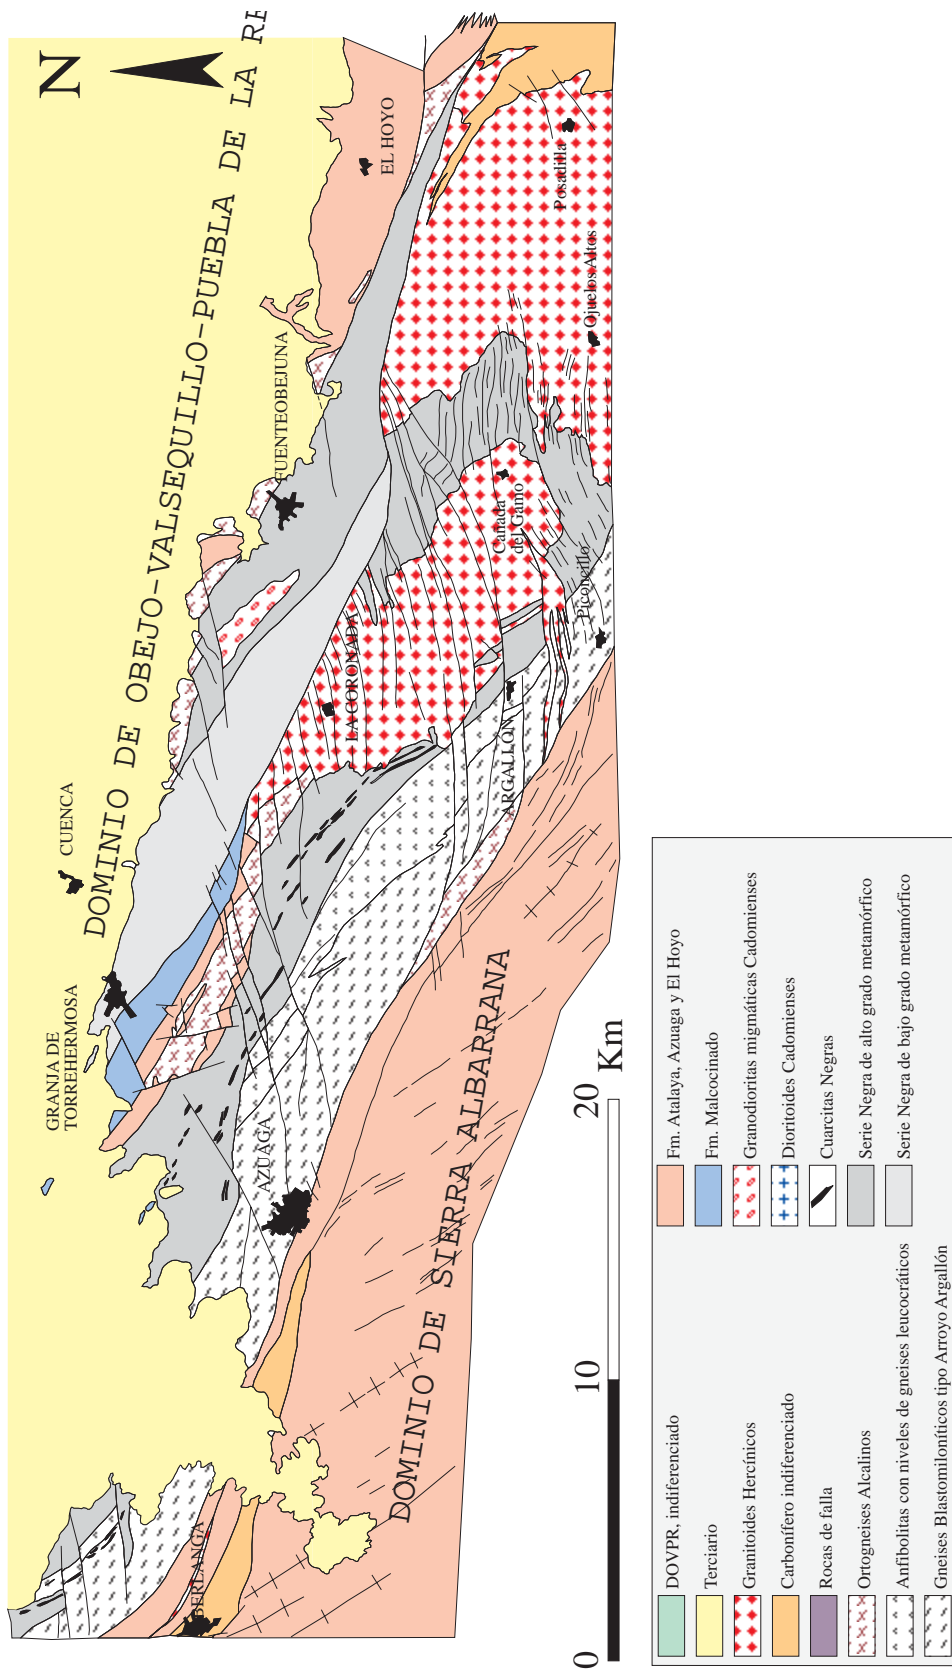 N
DOMINIO DE OBEJO-VALSEQUILLO-PUEBLA DE LA RE
CUENCA
GRANJA DE
TORREHERMOSA
FUENTEOBEJUNA
EL HOYO
BERLANGA
AZUAGA
LA CORONADA
ARGALLÓN
Cañada
del Gamo
Piconcillo
Ojuelos Altos
Posadilla
DOMINIO DE SIERRA ALBARRANA
0
10
20
Km
DOVPR, indiferenciado
Terciario
Granitoides Hercínicos
Carbonífero indiferenciado
Rocas de falla
Ortogneises Alcalinos
Anfibolitas con niveles de gneises leucocráticos
Gneises Blastomiloníticos tipo Arroyo Argallón
Fm. Atalaya, Azuaga y El Hoyo
Fm. Malcocinado
Granodioritas migmáticas Cadomienses
Dioritoides Cadomienses
Cuarcitas Negras
Serie Negra de alto grado metamórfico
Serie Negra de bajo grado metamórfico